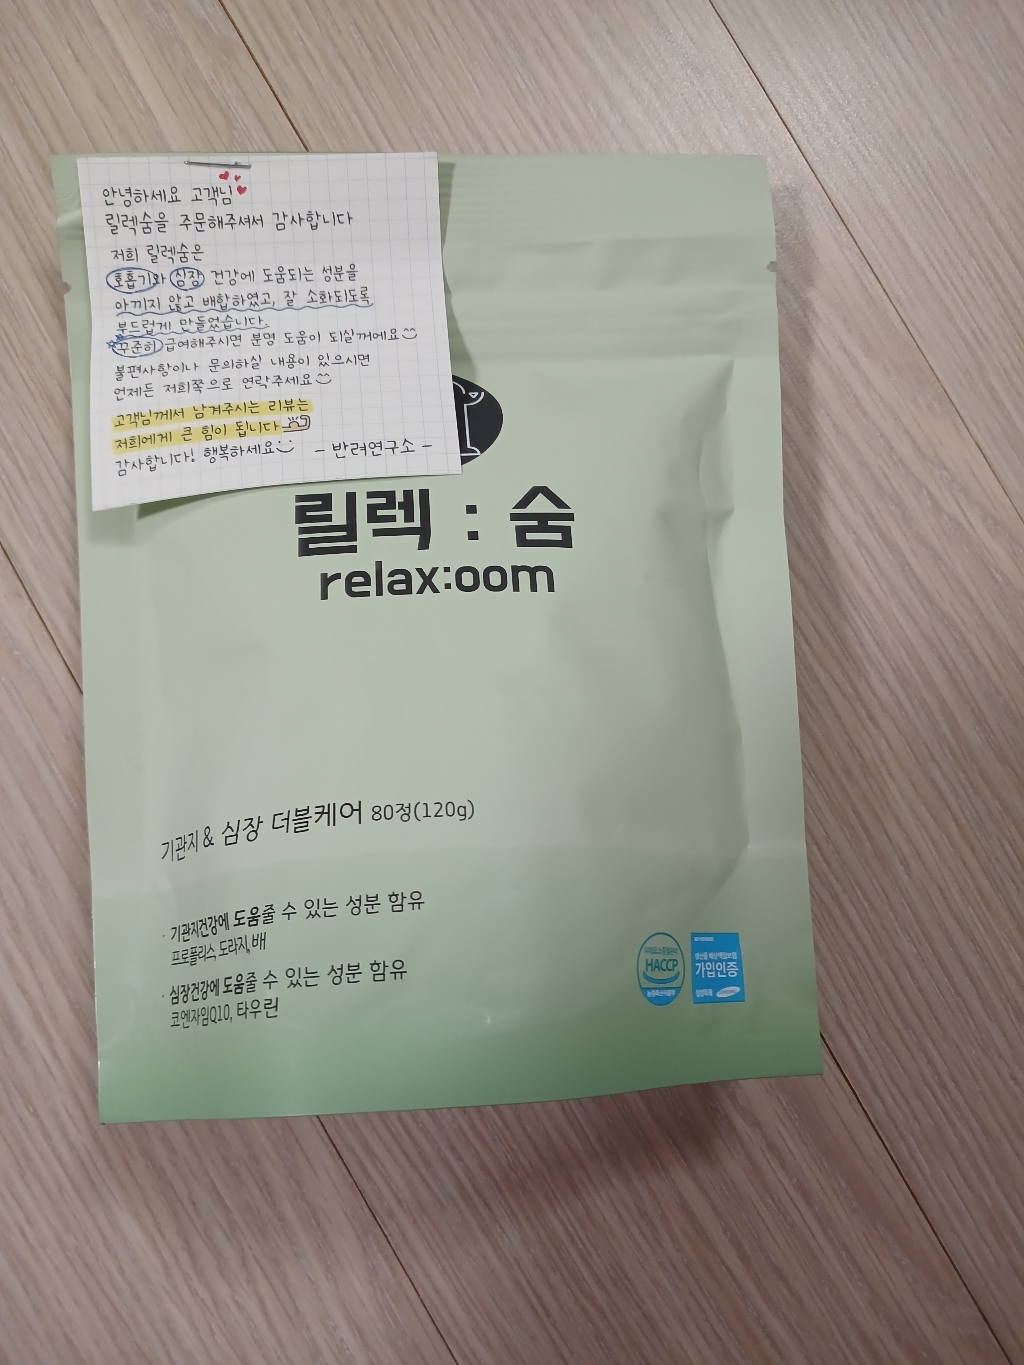 안녕하세요 고객님
릴렉숨을 주문해주셔서 감사합니다
저희 릴렉숨은
호흡기와 심장 건강에 도움되는 성분을
아끼지 않고 배합하였고, 잘 소화되도록
부드럽게 만들었습니다.
꾸준히 급여해주시면 분명 도움이 되실꺼에요
불편사항이나 문의하실 내용이 있으시면
언제든 저희쪽으로 연락주세요
고객님께서 남겨주시는 리뷰는
저희에게 큰 힘이 됩니다
감사합니다! 행복하세요 - 반려연구소 -
릴렉 : 숨
relax:oom
기관지 & 심장 더블케어 80정(120g)
· 기관지건강에 도움줄 수 있는 성분 함유
프로폴리스, 도라지, 배
· 심장건강에 도움줄 수 있는 성분 함유
코엔자임Q10, 타우린
HACCP
가입인증